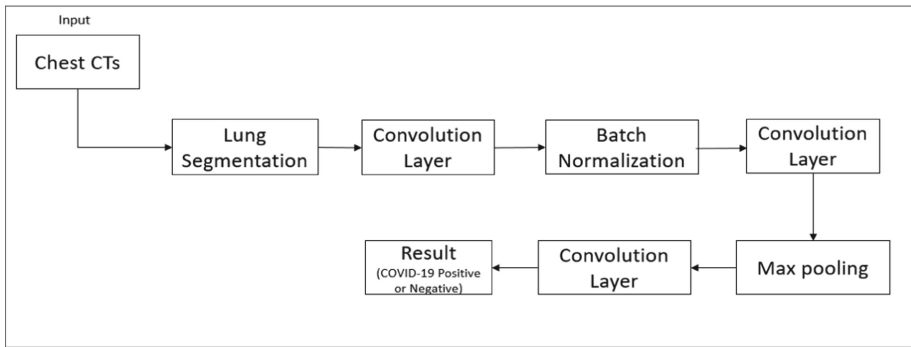 Input
Chest CTs
Lung
Segmentation
Convolution
Layer
Batch
Normalization
Convolution
Layer
Max pooling
Convolution
Layer
Result
(COVID-19 Positive
or Negative)